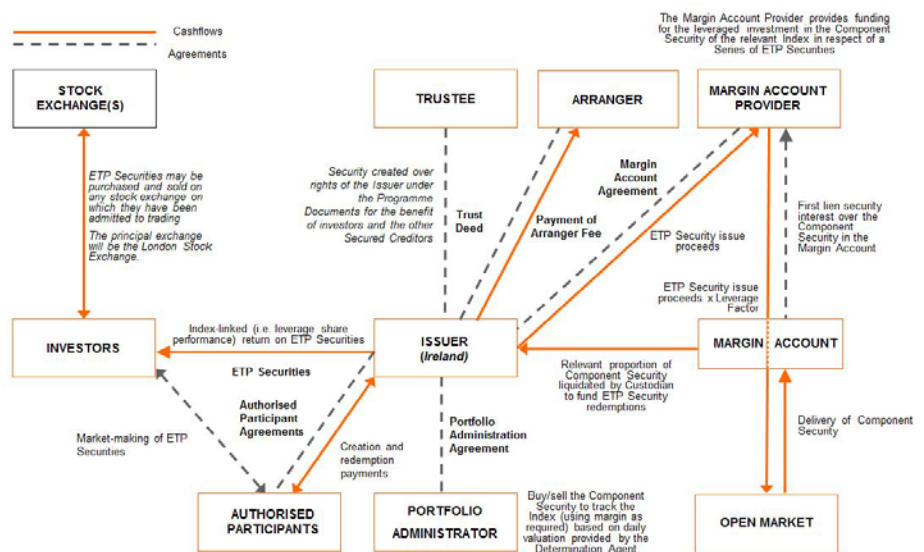 Cashflows
Agreements
The Margin Account Provider provides funding
for the leveraged investment in the Component
Security of the relevant Index in respect of a
Series of ETP Securities
STOCK
EXCHANGE(S)
TRUSTEE
ARRANGER
MARGIN ACCOUNT
PROVIDER
ETP Securities may be
purchased and sold on
any stock exchange on
which they have been
admitted to trading
The principal exchange
will be the London Stock
Exchange.
Security created over
rights of the Issuer under
the Programme
Documents for the benefit
of investors and the other
Secured Creditors
Trust
Deed
Payment of
Arranger Fee
Margin
Account
Agreement
ETP Security issue
proceeds
First lien security
interest over the
Component
Security in the
Margin Account
ETP Security issue
proceeds x Leverage
Factor
INVESTORS
Index-linked (i.e. leverage share
performance) return on ETP Securities
ETP Securities
ISSUER
(Ireland)
MARGIN ACCOUNT
Relevant proportion of
Component Security
liquidated by Custodian
to fund ETP Security
redemptions
Market-making of ETP
Securities
Authorised
Participant
Agreements
Creation and
redemption
payments
Portfolio
Administration
Agreement
Delivery of Component
Security
AUTHORISED
PARTICIPANTS
PORTFOLIO
ADMINISTRATOR
Buy/sell the Component
Security to track the
Index (using margin as
required) based on daily
valuation provided by the
Determination Agent
OPEN MARKET